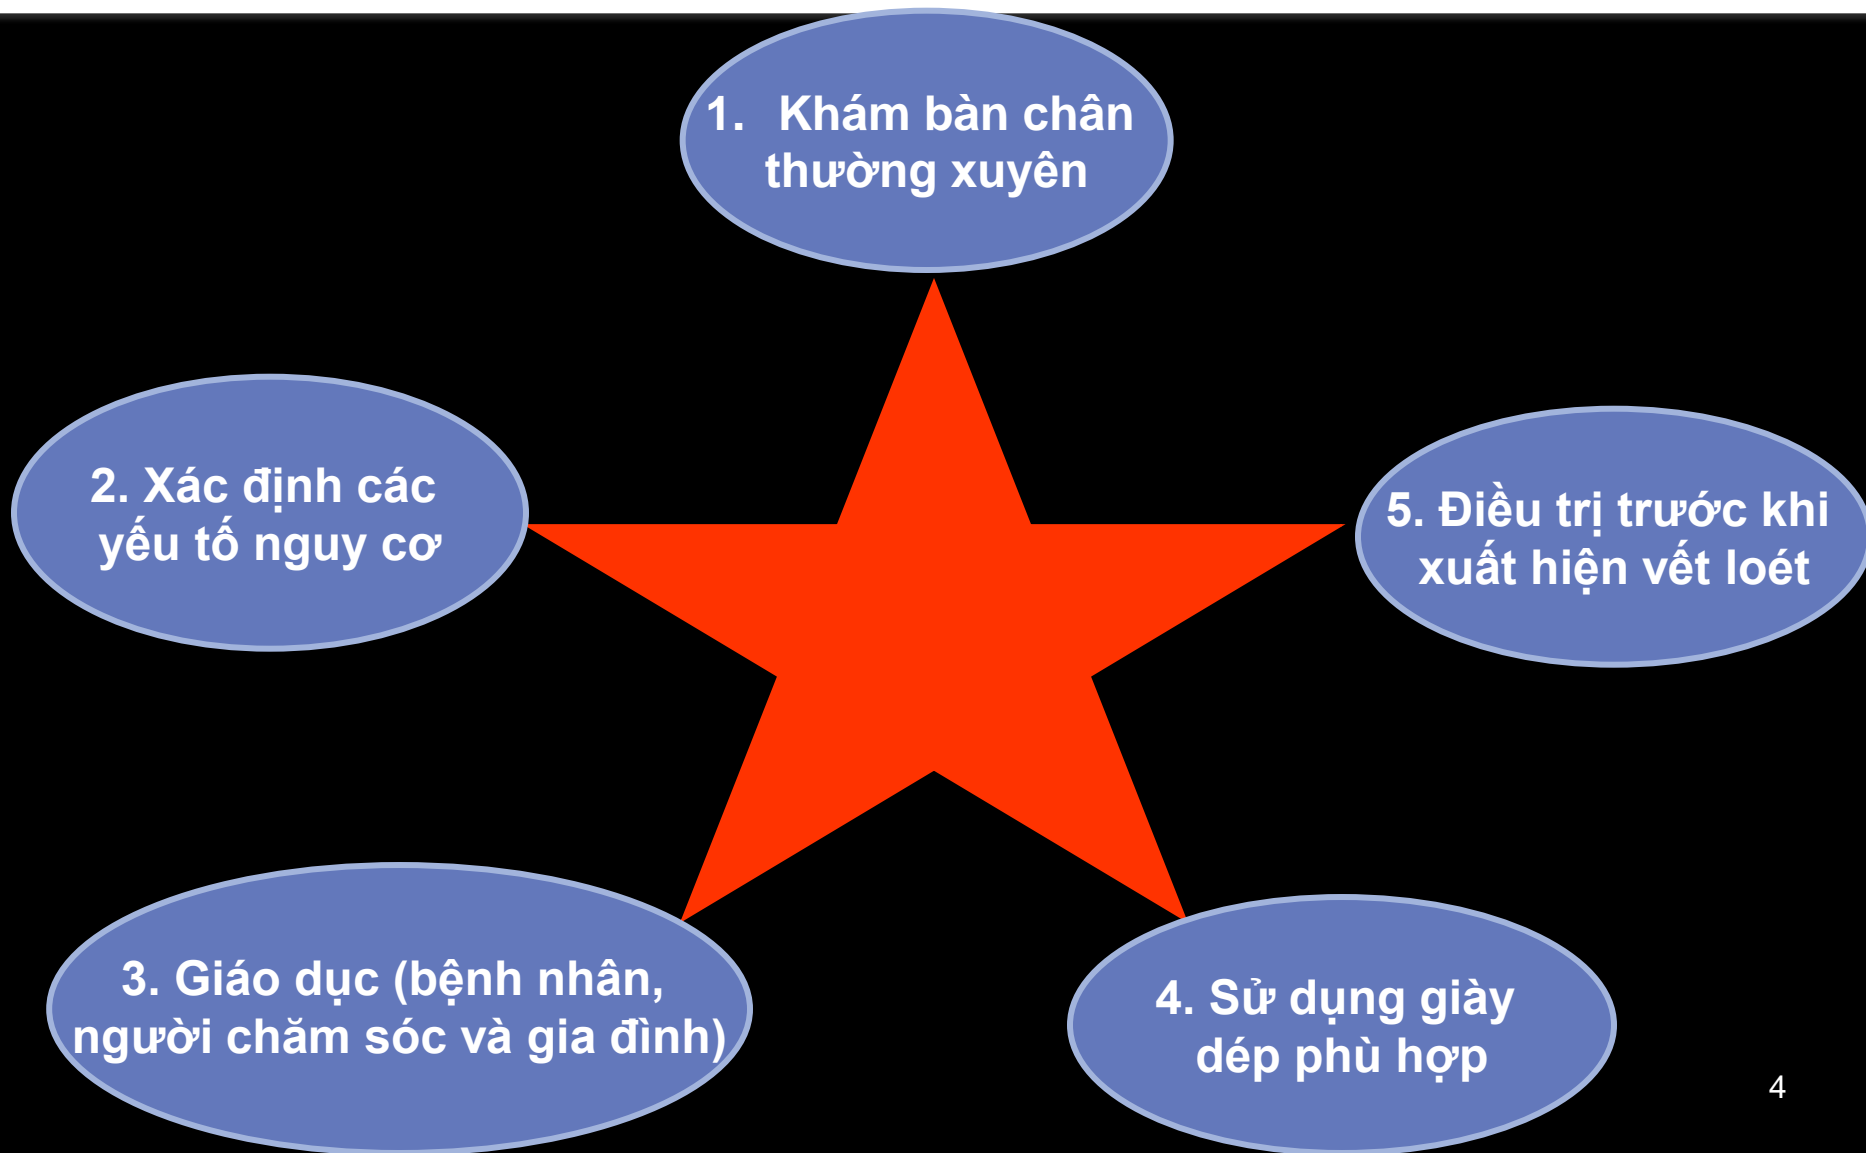 1. Khám bàn chân
thường xuyên
2. Xác định các
yếu tố nguy cơ
3. Giáo dục (bệnh nhân,
người chăm sóc và gia đình)
4. Sử dụng giày
dép phù hợp
5. Điều trị trước khi
xuất hiện vết loét
4